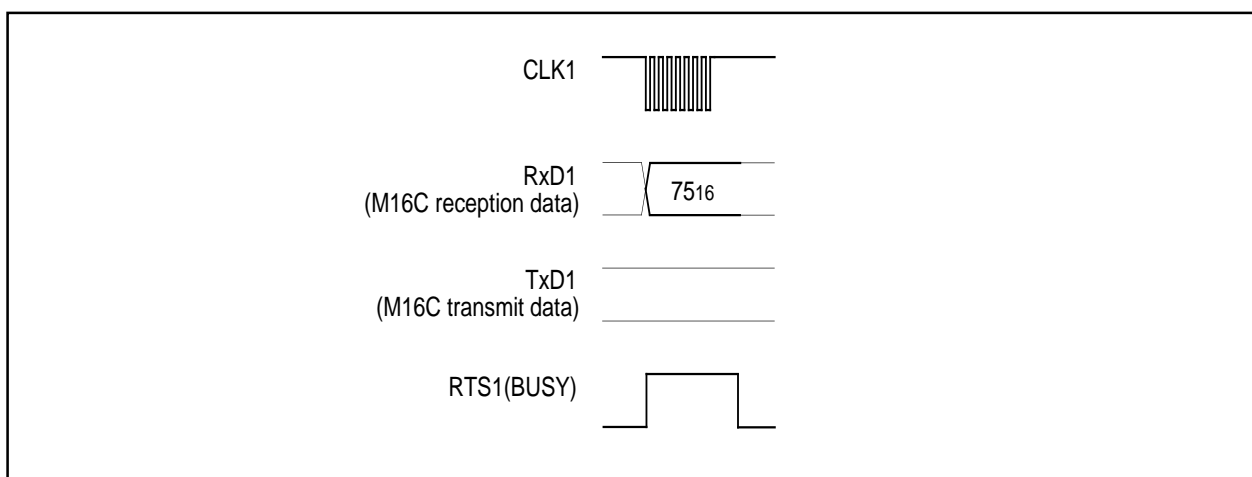 CLK1
RxD1
(M16C reception data)
7516
TxD1
(M16C transmit data)
RTS1(BUSY)